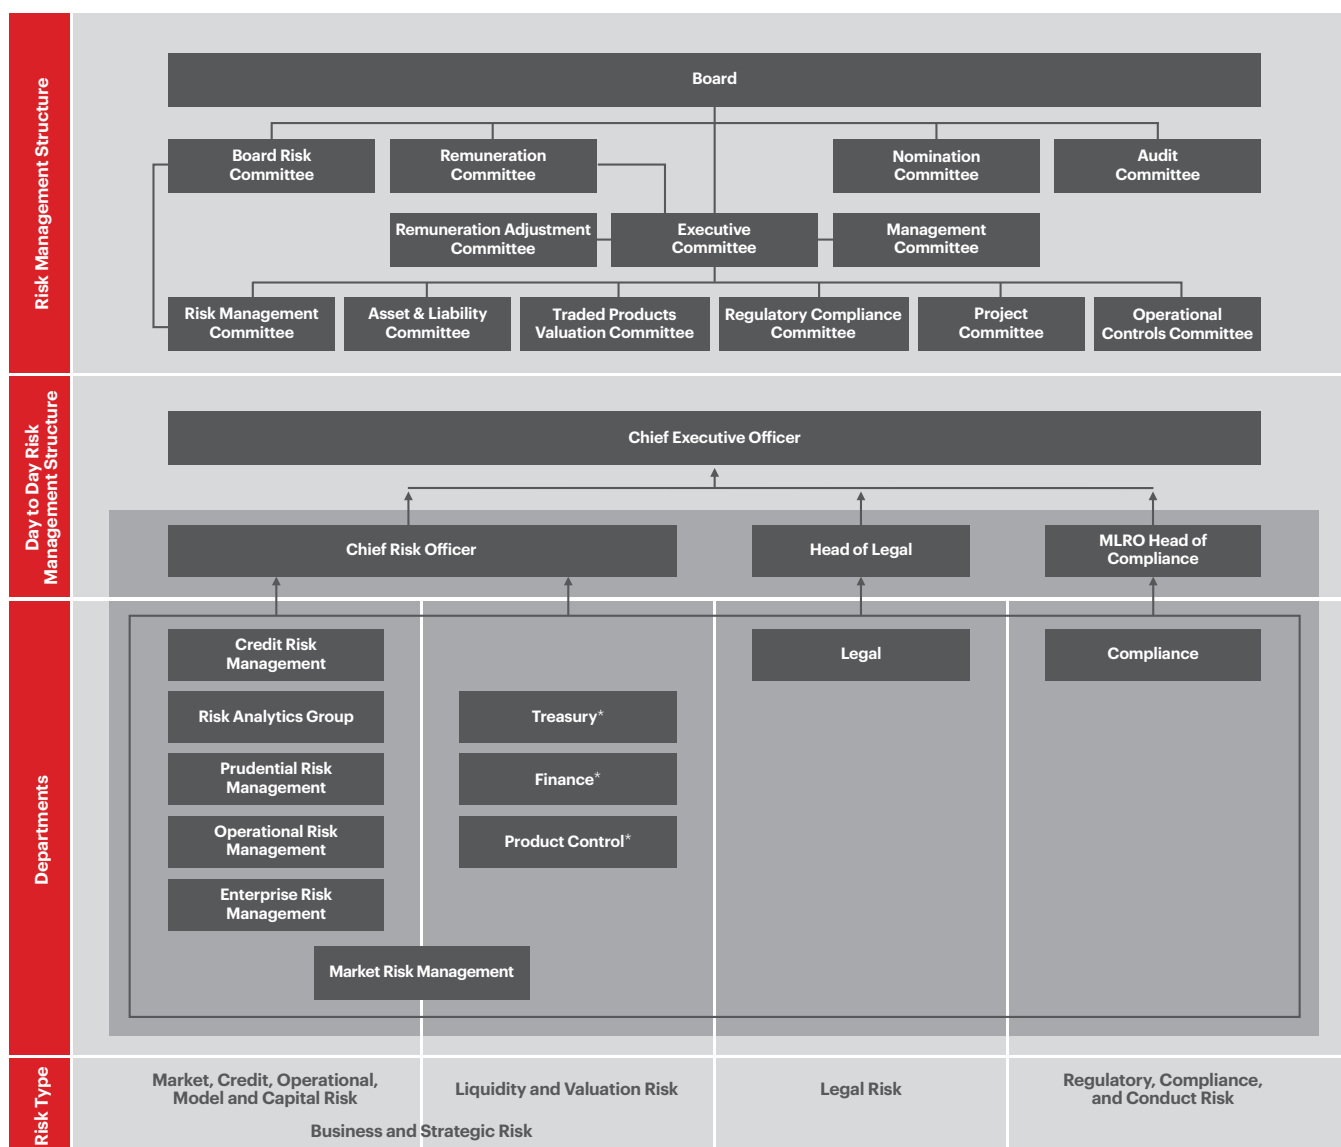 Risk Management Structure
Board
Board Risk
Committee
Remuneration
Committee
Nomination
Committee
Audit
Committee
Remuneration Adjustment
Committee
Executive
Committee
Management
Committee
Risk Management
Committee
Asset & Liability
Committee
Traded Products
Valuation Committee
Regulatory Compliance
Committee
Project
Committee
Operational
Controls Committee
Day to Day Risk
Management Structure
Chief Executive Officer
Chief Risk Officer
Head of Legal
MLRO Head of
Compliance
Departments
Credit Risk
Management
Legal
Compliance
Risk Analytics Group
Treasury*
Prudential Risk
Management
Finance*
Operational Risk
Management
Product Control*
Enterprise Risk
Management
Market Risk Management
Risk Type
Market, Credit, Operational,
Model and Capital Risk
Liquidity and Valuation Risk
Legal Risk
Regulatory, Compliance,
and Conduct Risk
Business and Strategic Risk